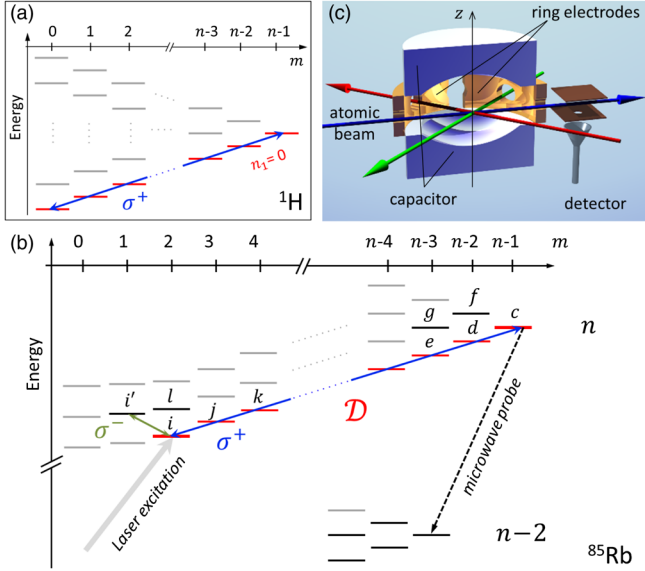 (a)
0 1 2 n-3 n-2 n-1
m
Energy
n₁=0
σ⁺
¹H
(c)
z
ring electrodes
atomic
beam
capacitor
detector
(b)
0 1 2 3 4 n-4 n-3 n-2 n-1
m
Energy
g f c
n
e d
i′ l
i j k
σ⁻
σ⁺
𝒟
microwave probe
Laser excitation
n−2
⁸⁵Rb